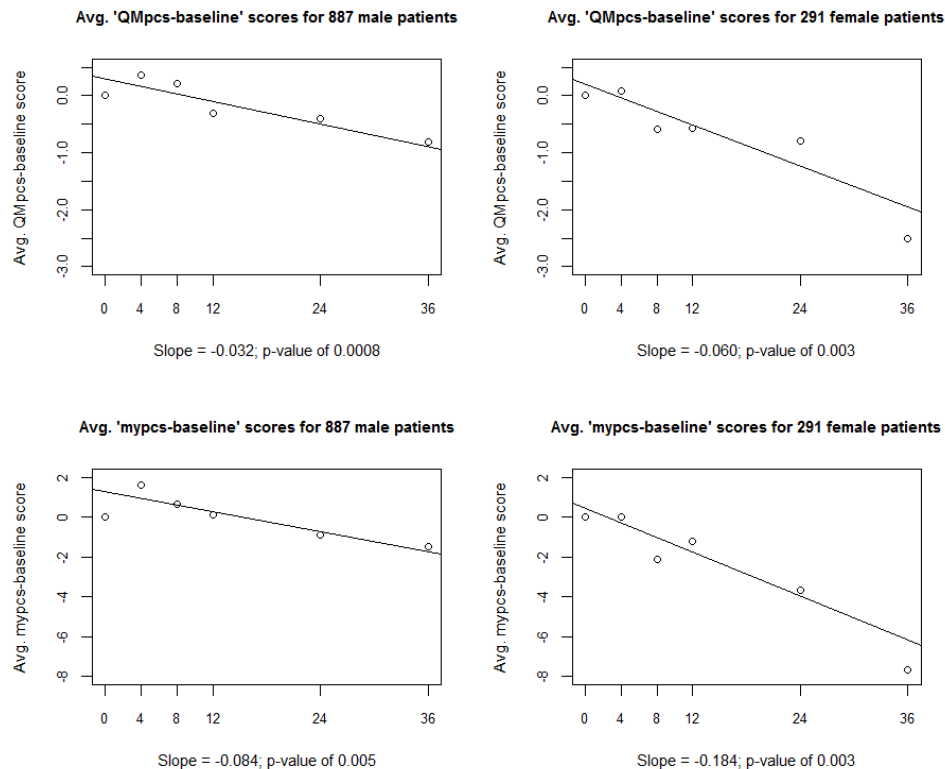 Avg. 'QMpcs-baseline' scores for 887 male patients
Avg. QMpcs-baseline score
0.0
-1.0
-2.0
-3.0
0 4 8 12 24 36
Slope = -0.032; p-value of 0.0008
Avg. 'QMpcs-baseline' scores for 291 female patients
Avg. QMpcs-baseline score
0.0
-1.0
-2.0
-3.0
0 4 8 12 24 36
Slope = -0.060; p-value of 0.003
Avg. 'mypcs-baseline' scores for 887 male patients
Avg. mypcs-baseline score
2
0
-2
-4
-6
-8
0 4 8 12 24 36
Slope = -0.084; p-value of 0.005
Avg. 'mypcs-baseline' scores for 291 female patients
Avg. mypcs-baseline score
2
0
-2
-4
-6
-8
0 4 8 12 24 36
Slope = -0.184; p-value of 0.003